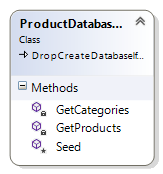 ProductDatabas...
Class
→ DropCreateDatabaseIf...
Methods
GetCategories
GetProducts
Seed